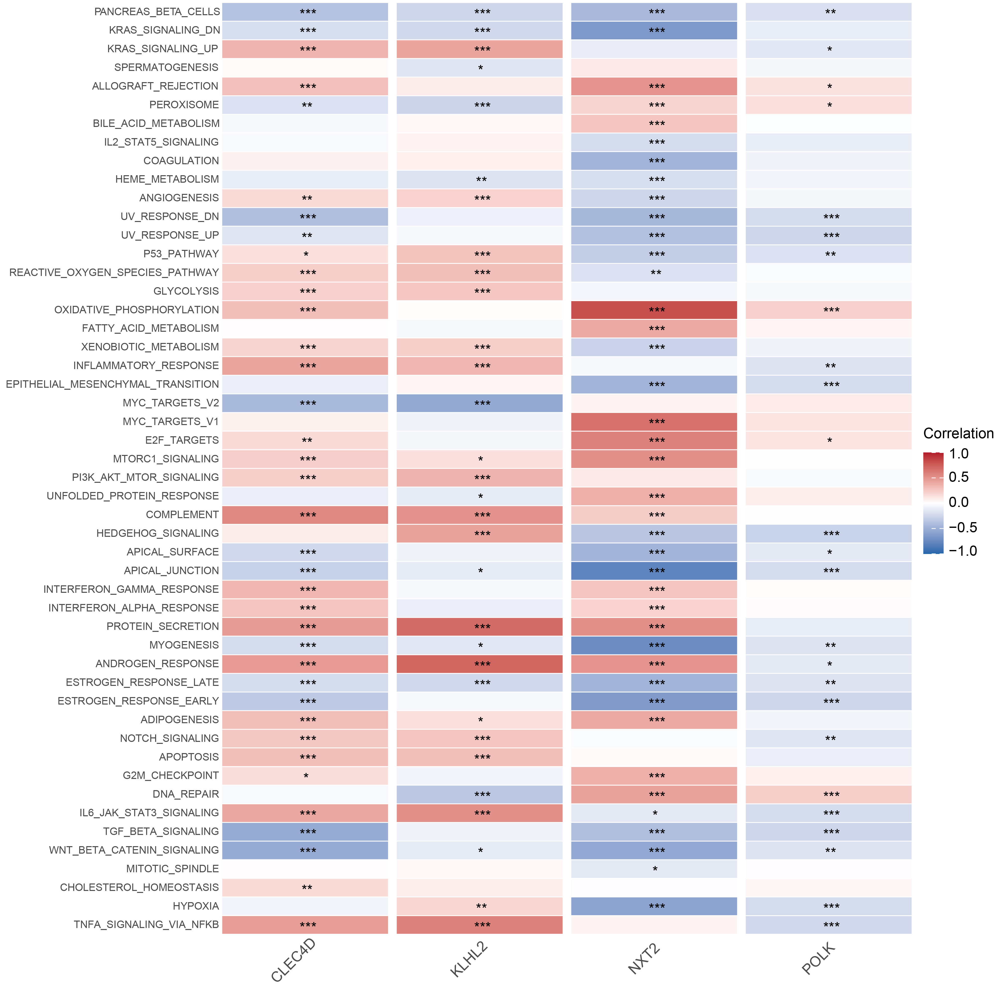 PANCREAS_BETA_CELLS *** *** *** **
KRAS_SIGNALING_DN *** *** ***
KRAS_SIGNALING_UP *** *** *
SPERMATOGENESIS *
ALLOGRAFT_REJECTION *** *** *
PEROXISOME ** *** *** *
BILE_ACID_METABOLISM ***
IL2_STAT5_SIGNALING ***
COAGULATION ***
HEME_METABOLISM ** ***
ANGIOGENESIS ** *** ***
UV_RESPONSE_DN *** *** ***
UV_RESPONSE_UP ** *** ***
P53_PATHWAY * *** *** **
REACTIVE_OXYGEN_SPECIES_PATHWAY *** *** **
GLYCOLYSIS *** ***
OXIDATIVE_PHOSPHORYLATION *** *** ***
FATTY_ACID_METABOLISM ***
XENOBIOTIC_METABOLISM *** *** ***
INFLAMMATORY_RESPONSE *** *** **
EPITHELIAL_MESENCHYMAL_TRANSITION *** ***
MYC_TARGETS_V2 *** ***
MYC_TARGETS_V1 ***
E2F_TARGETS ** *** *
MTORC1_SIGNALING *** * ***
PI3K_AKT_MTOR_SIGNALING *** ***
UNFOLDED_PROTEIN_RESPONSE * ***
COMPLEMENT *** *** ***
HEDGEHOG_SIGNALING *** *** ***
APICAL_SURFACE *** *** *
APICAL_JUNCTION *** * *** ***
INTERFERON_GAMMA_RESPONSE *** ***
INTERFERON_ALPHA_RESPONSE *** ***
PROTEIN_SECRETION *** *** ***
MYOGENESIS *** * *** **
ANDROGEN_RESPONSE *** *** *** *
ESTROGEN_RESPONSE_LATE *** *** *** **
ESTROGEN_RESPONSE_EARLY *** *** ***
ADIPOGENESIS *** * ***
NOTCH_SIGNALING *** *** **
APOPTOSIS *** ***
G2M_CHECKPOINT * ***
DNA_REPAIR *** *** ***
IL6_JAK_STAT3_SIGNALING *** *** * ***
TGF_BETA_SIGNALING *** *** ***
WNT_BETA_CATENIN_SIGNALING *** * *** **
MITOTIC_SPINDLE *
CHOLESTEROL_HOMEOSTASIS **
HYPOXIA ** *** ***
TNFA_SIGNALING_VIA_NFKB *** *** ***
CLEC4D KLHL2 NXT2 POLK
Correlation
1.0
0.5
0.0
−0.5
−1.0